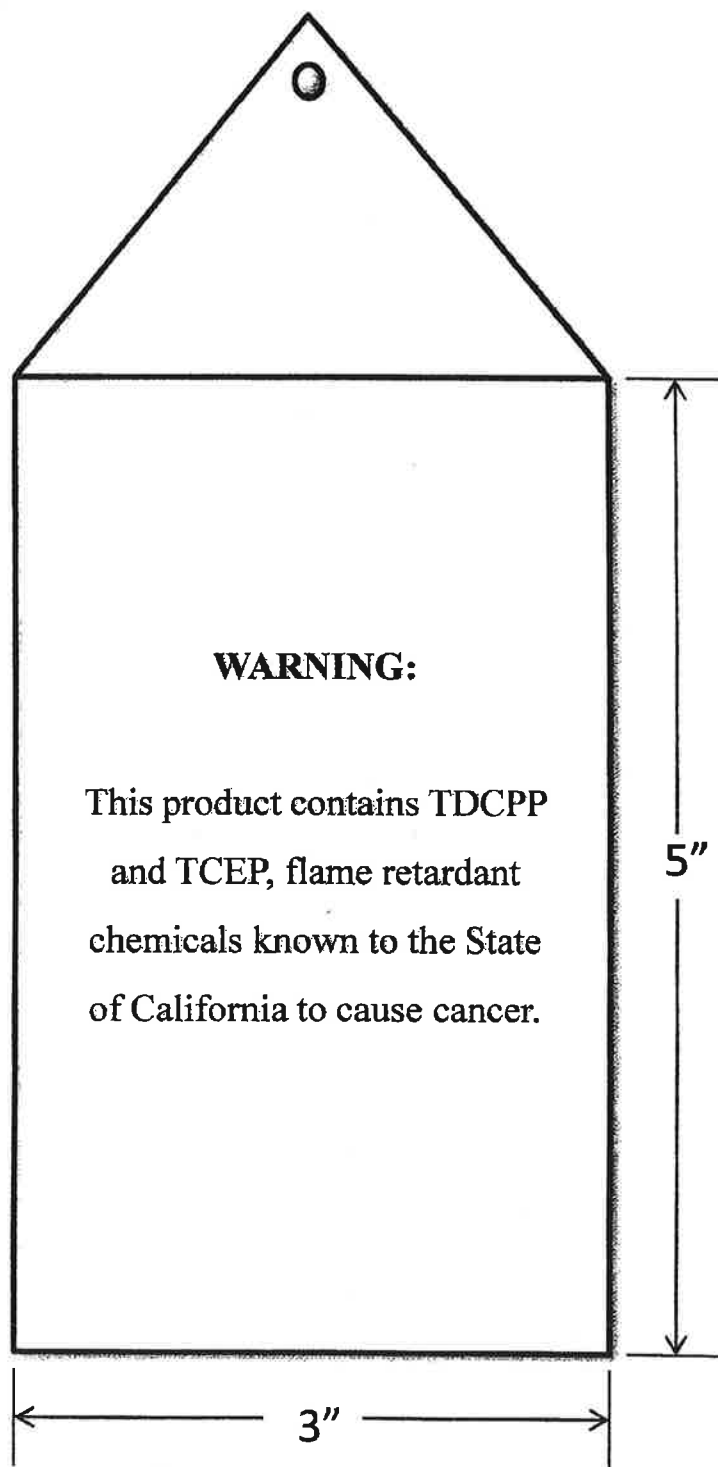 WARNING:
This product contains TDCPP
and TCEP, flame retardant
chemicals known to the State
of California to cause cancer.
5"
3"